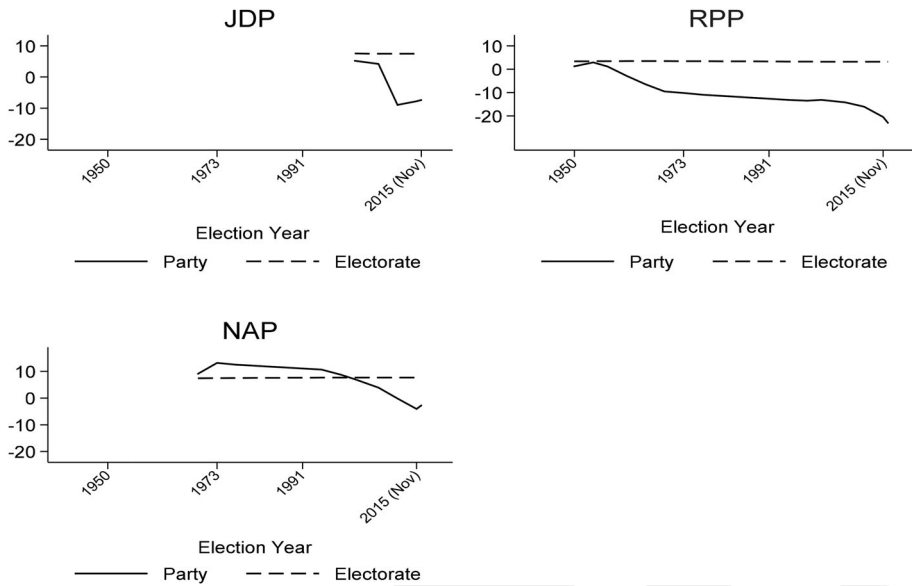 JDP
10
0
-10
-20
1950
1973
1991
2015 (Nov)
Election Year
Party Electorate
RPP
10
0
-10
-20
1950
1973
1991
2015 (Nov)
Election Year
Party Electorate
NAP
10
0
-10
-20
1950
1973
1991
2015 (Nov)
Election Year
Party Electorate